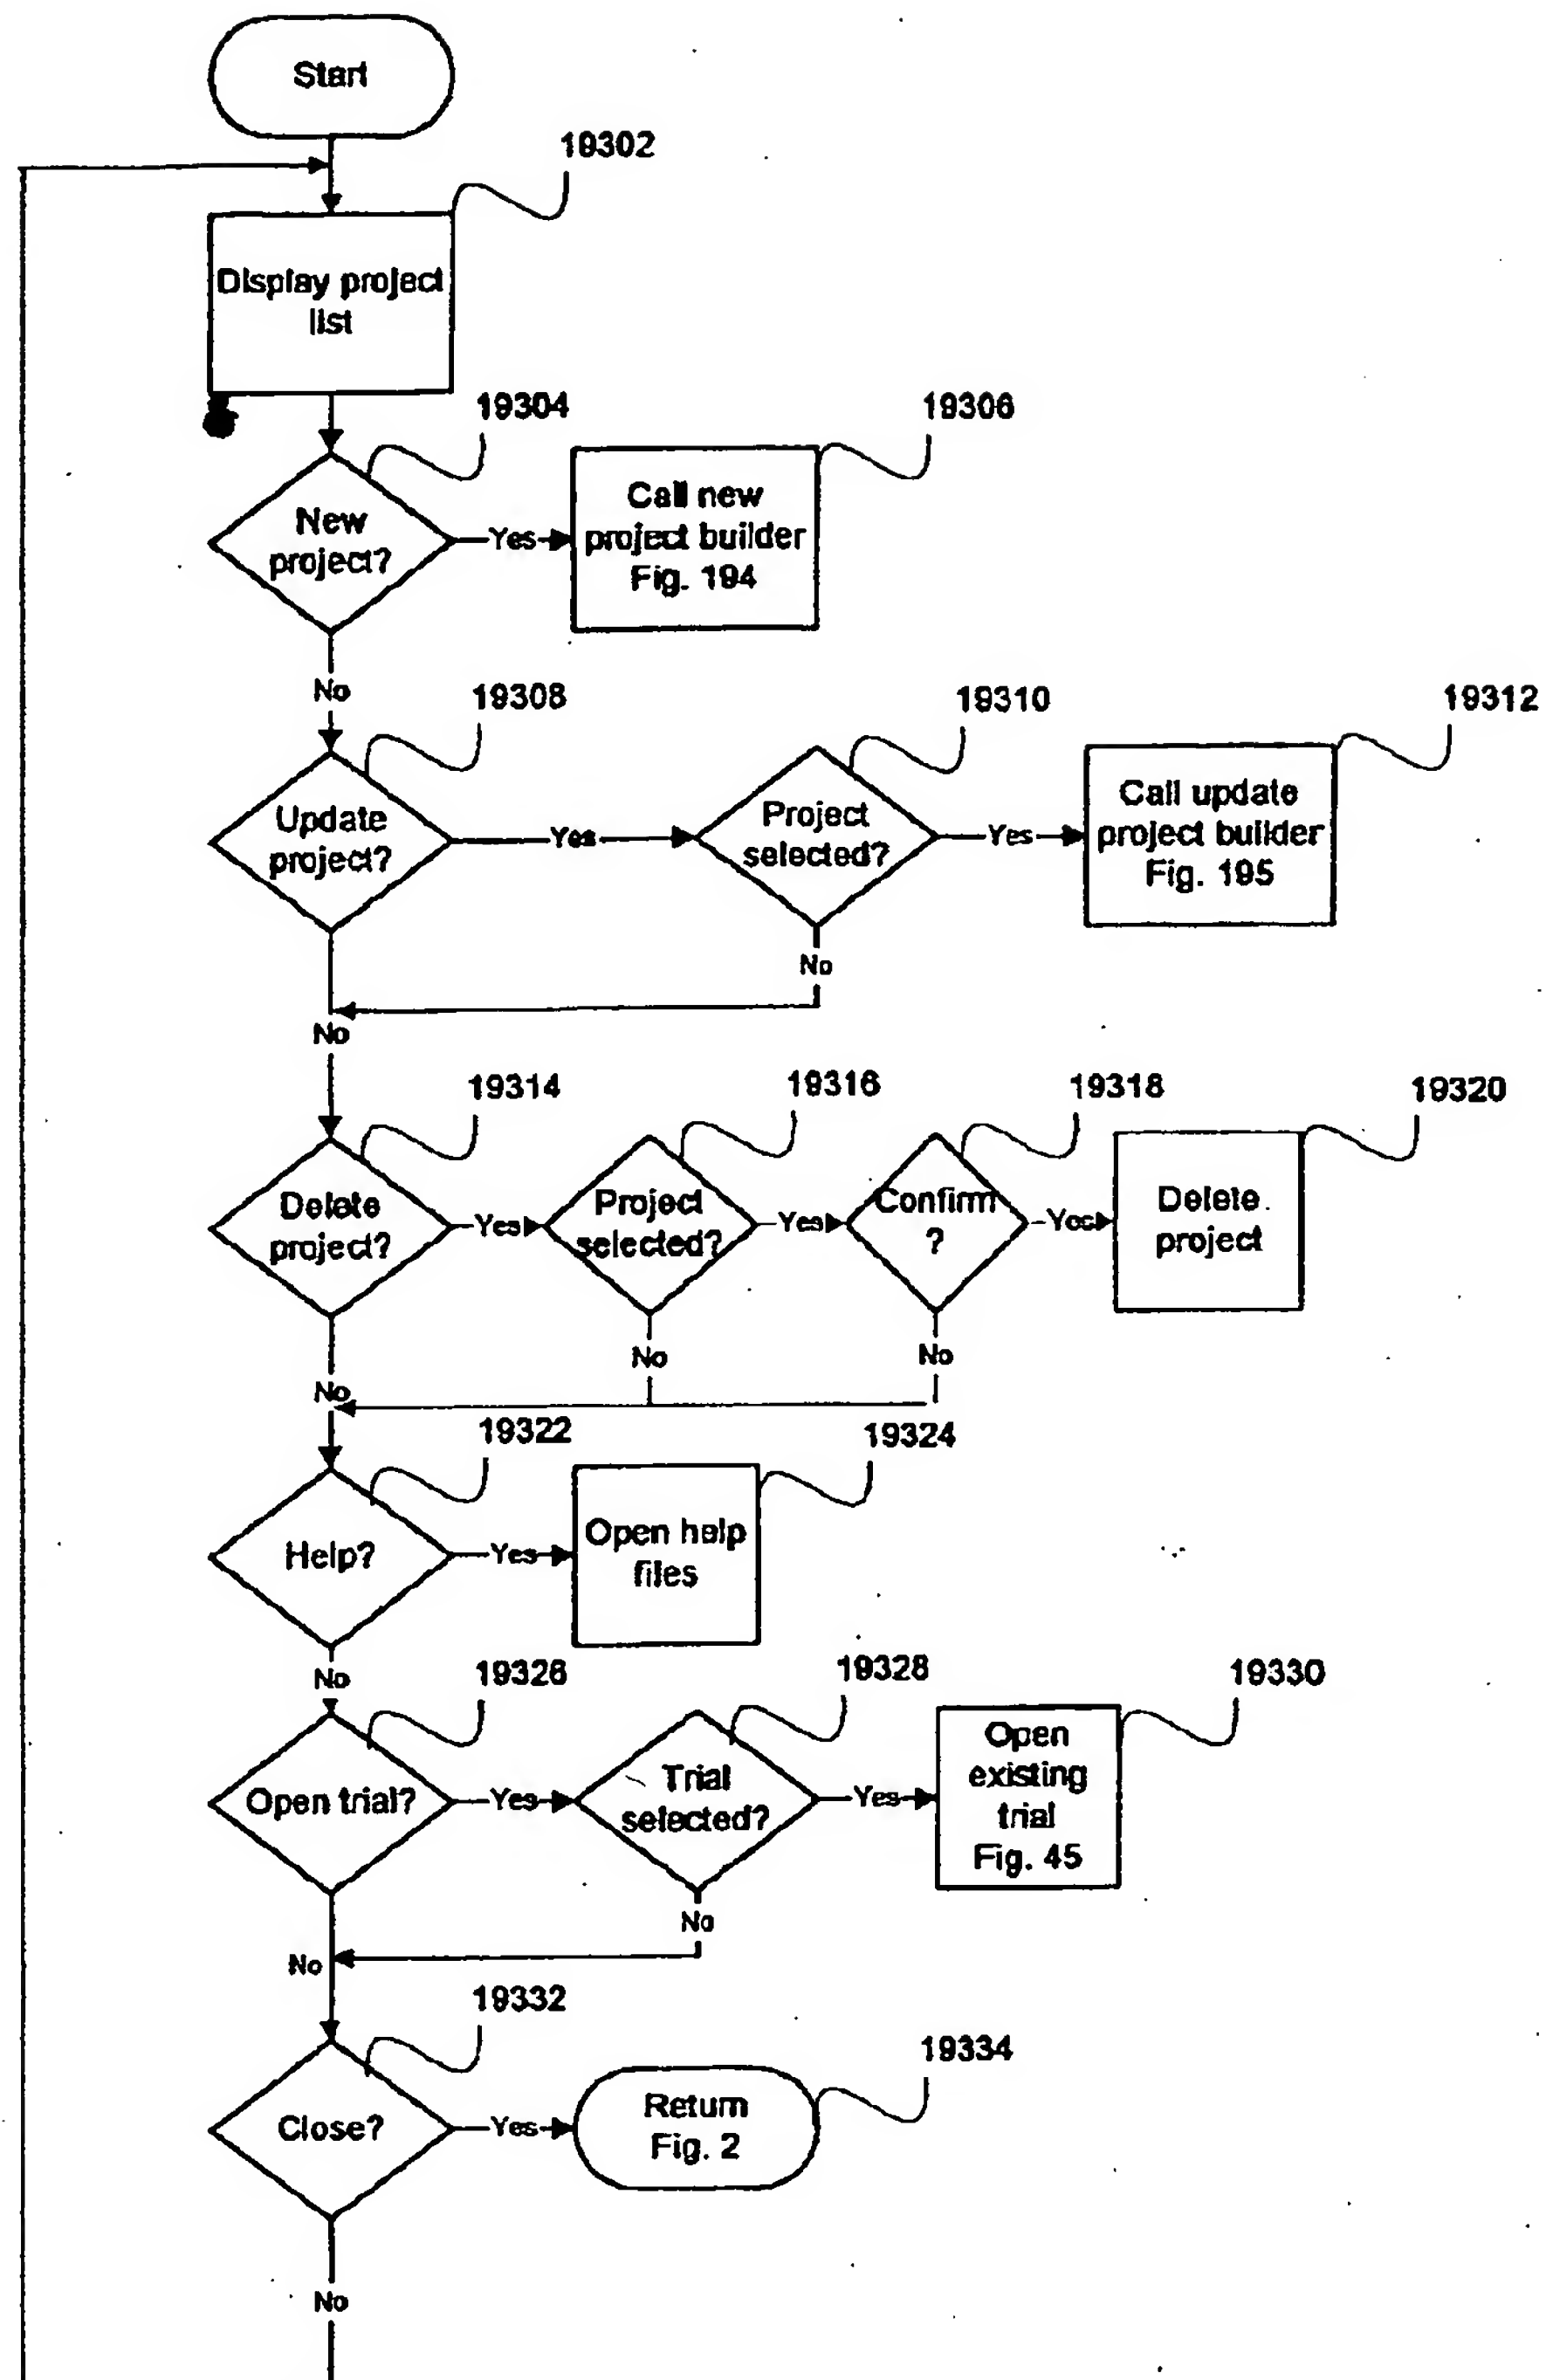 Start
19302
Display project
list
19304
19306
New
project?
Yes
Call new
project builder
Fig. 194
No
19308
19310
19312
Update
project?
Yes
Project
selected?
Yes
Call update
project builder
Fig. 195
No
No
19314
19316
19318
19320
Delete
project?
Yes
Project
selected?
Yes
Confirm
?
Yes
Delete
project
No
No
No
19322
19324
Help?
Yes
Open help
files
No
19326
19328
19330
Open trial?
Yes
Trial
selected?
Yes
Open
existing
trial
Fig. 45
No
No
19332
19334
Close?
Yes
Return
Fig. 2
No